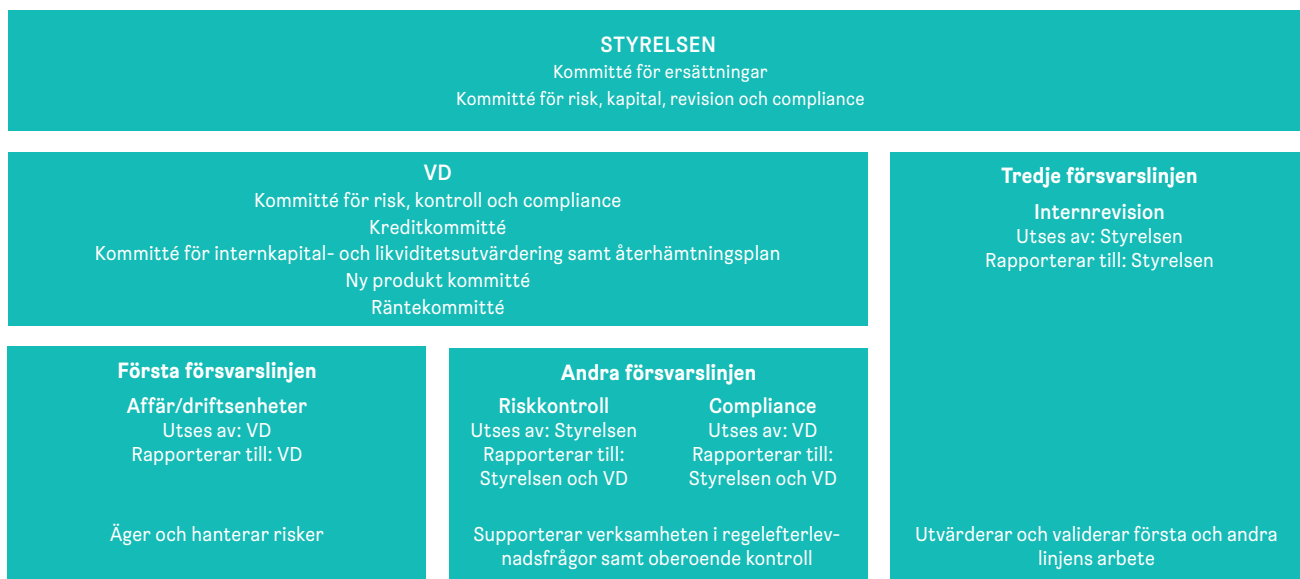 STYRELSEN
Kommitté för ersättningar
Kommitté för risk, kapital, revision och compliance
VD
Kommitté för risk, kontroll och compliance
Kreditkommitté
Kommitté för internkapital- och likviditetsutvärdering samt återhämtningsplan
Ny produkt kommitté
Räntekommitté
Första försvarslinjen
Affär/driftsenheter
Utses av: VD
Rapporterar till: VD
Äger och hanterar risker
Andra försvarslinjen
Riskkontroll
Utses av: Styrelsen
Rapporterar till:
Styrelsen och VD
Compliance
Utses av: VD
Rapporterar till:
Styrelsen och VD
Supporterar verksamheten i regelefterlev-
nadsfrågor samt oberoende kontroll
Tredje försvarslinjen
Internrevision
Utses av: Styrelsen
Rapporterar till: Styrelsen
Utvärderar och validerar första och andra
linjens arbete